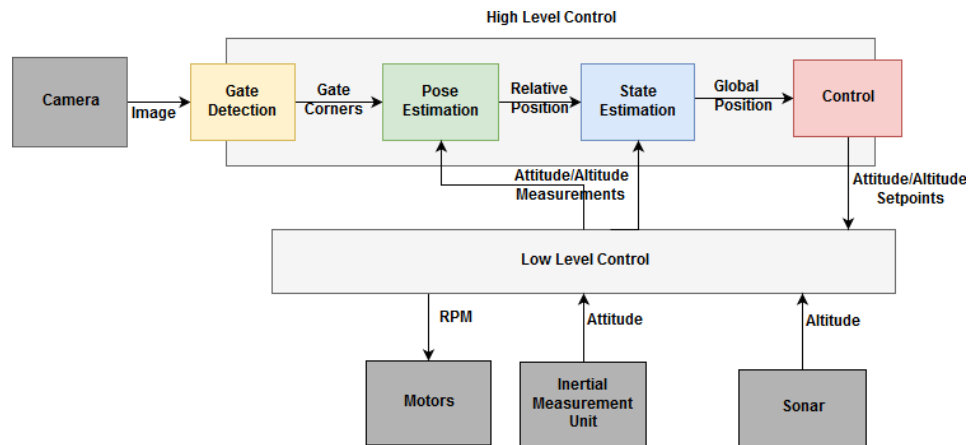 High Level Control
Camera
Image
Gate
Detection
Gate
Corners
Pose
Estimation
Relative
Position
State
Estimation
Global
Position
Control
Attitude/Altitude
Measurements
Attitude/Altitude
Setpoints
Low Level Control
RPM
Attitude
Altitude
Motors
Inertial
Measurement
Unit
Sonar